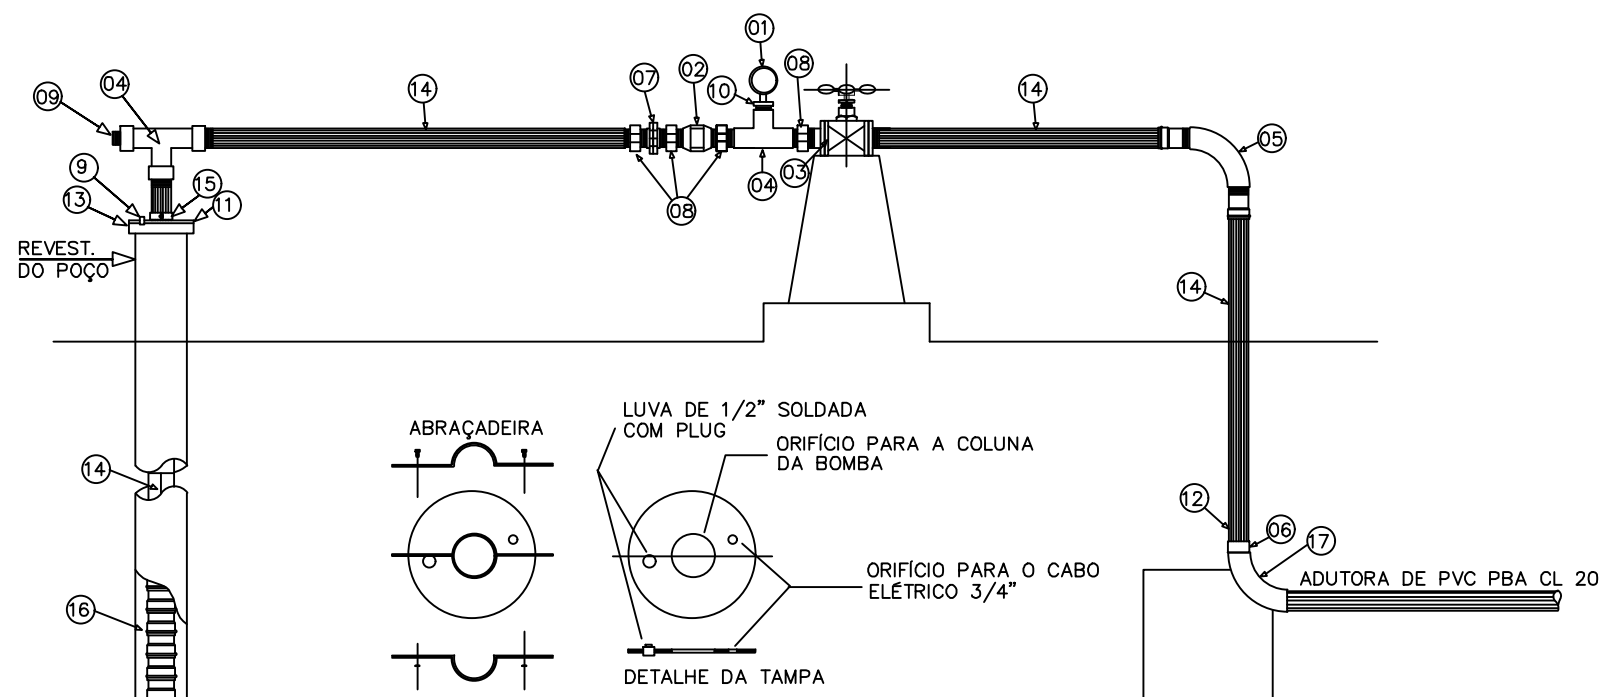 01
02
07
08
04
14
14
09
10
03
05
04
08
9
15
13
11
REVEST.
DO POÇO
14
14
LUVA DE 1/2" SOLDADA
COM PLUG
ABRAÇADEIRA
ORIFÍCIO PARA A COLUNA
DA BOMBA
12
06
17
ORIFÍCIO PARA O CABO
ELÉTRICO 3/4"
ADUTORA DE PVC PBA CL 20
16
DETALHE DA TAMPA